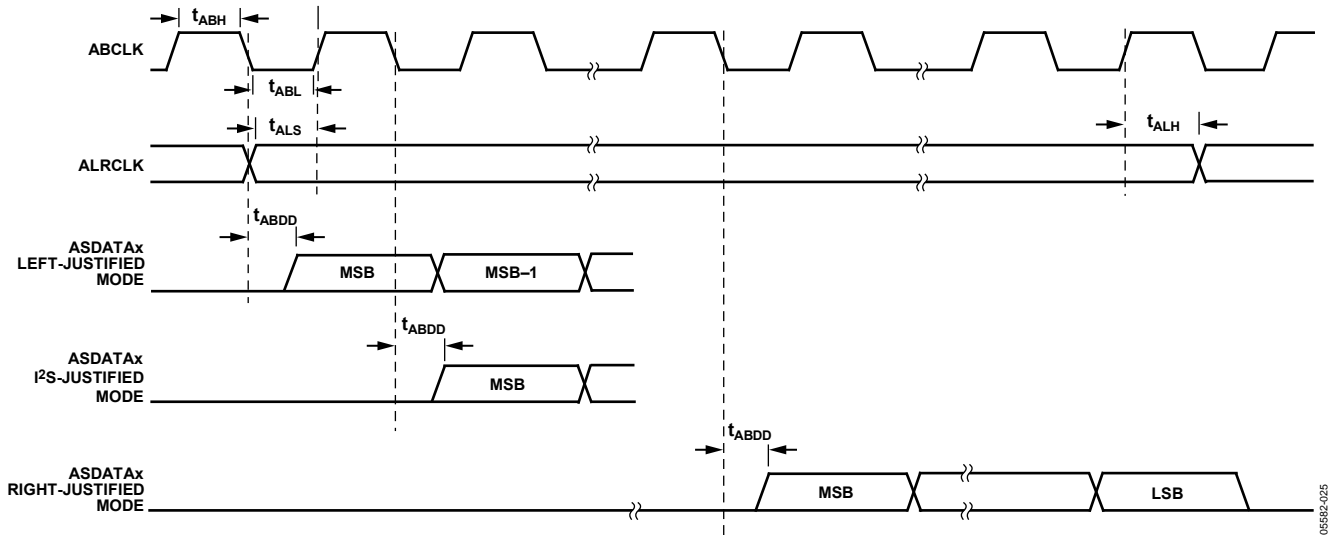 tABH
ABCLK
tABL
tALS
tALH
ALRCLK
tABDD
ASDATAx
LEFT-JUSTIFIED
MODE
MSB
MSB–1
tABDD
ASDATAx
I2S-JUSTIFIED
MODE
MSB
tABDD
ASDATAx
RIGHT-JUSTIFIED
MODE
MSB
LSB
05582-025